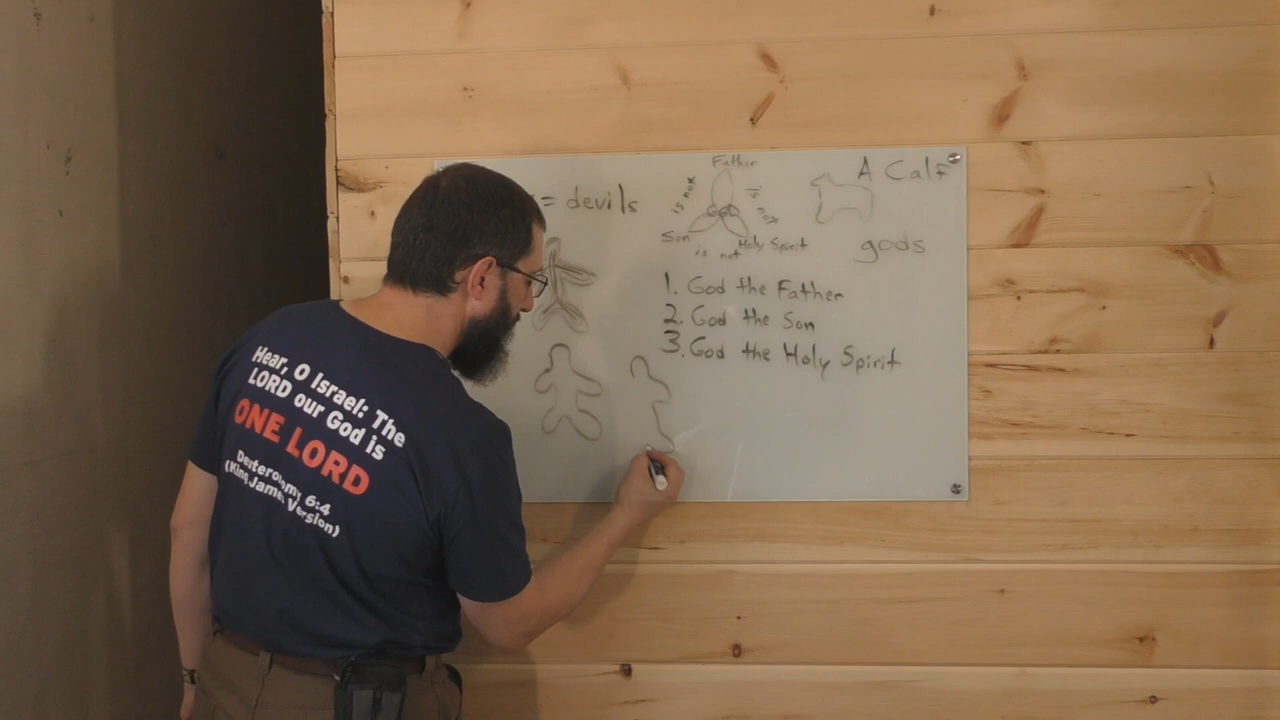 = devils
Father
is not
is not
God
Son
Holy Spirit
is not
A Calf
gods
1. God the Father
2. God the Son
3. God the Holy Spirit
Hear, O Israel: The
LORD our God is
ONE LORD
Deuteronomy 6:4
(King James Version)